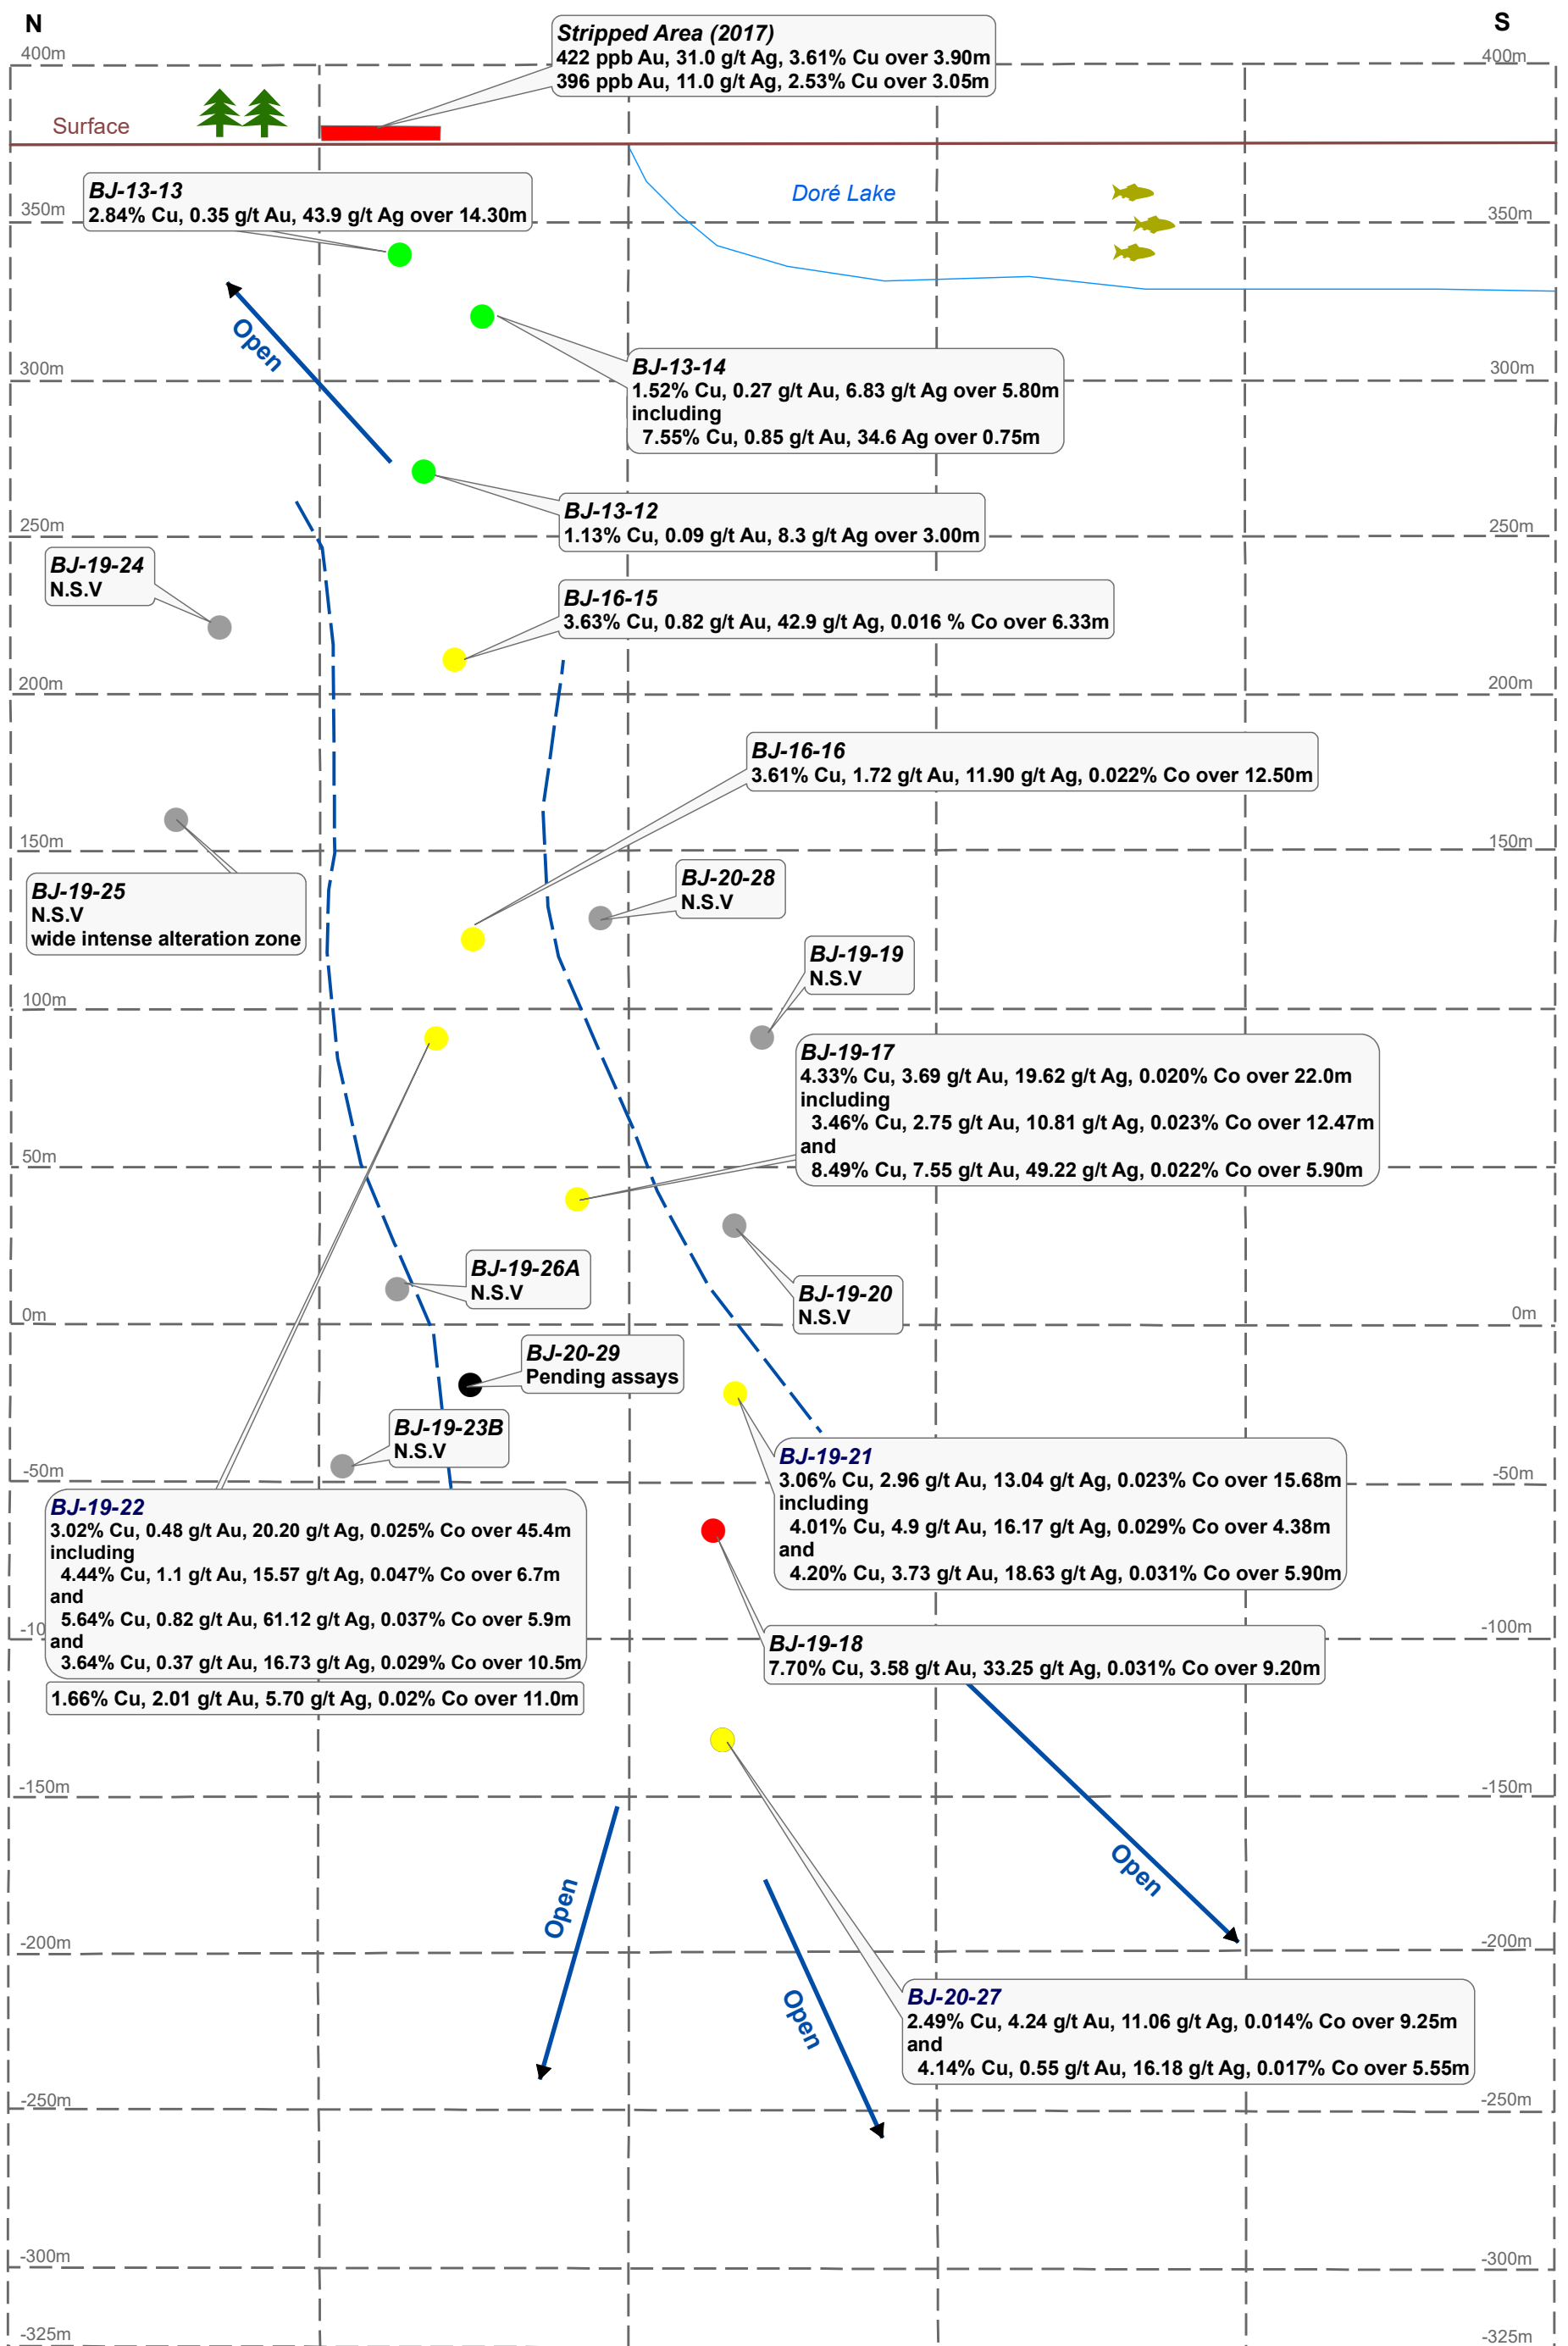 N
S
Stripped Area (2017)
422 ppb Au, 31.0 g/t Ag, 3.61% Cu over 3.90m
396 ppb Au, 11.0 g/t Ag, 2.53% Cu over 3.05m
400m
400m
Surface
BJ-13-13
2.84% Cu, 0.35 g/t Au, 43.9 g/t Ag over 14.30m
Doré Lake
350m
350m
Open
BJ-13-14
1.52% Cu, 0.27 g/t Au, 6.83 g/t Ag over 5.80m
including
7.55% Cu, 0.85 g/t Au, 34.6 Ag over 0.75m
300m
300m
BJ-13-12
1.13% Cu, 0.09 g/t Au, 8.3 g/t Ag over 3.00m
250m
250m
BJ-19-24
N.S.V
BJ-16-15
3.63% Cu, 0.82 g/t Au, 42.9 g/t Ag, 0.016 % Co over 6.33m
200m
200m
BJ-16-16
3.61% Cu, 1.72 g/t Au, 11.90 g/t Ag, 0.022% Co over 12.50m
150m
150m
BJ-19-25
N.S.V
wide intense alteration zone
BJ-20-28
N.S.V
BJ-19-19
N.S.V
100m
100m
BJ-19-17
4.33% Cu, 3.69 g/t Au, 19.62 g/t Ag, 0.020% Co over 22.0m
including
3.46% Cu, 2.75 g/t Au, 10.81 g/t Ag, 0.023% Co over 12.47m
and
8.49% Cu, 7.55 g/t Au, 49.22 g/t Ag, 0.022% Co over 5.90m
50m
50m
BJ-19-26A
N.S.V
BJ-19-20
N.S.V
0m
0m
BJ-20-29
Pending assays
BJ-19-23B
N.S.V
-50m
-50m
BJ-19-21
3.06% Cu, 2.96 g/t Au, 13.04 g/t Ag, 0.023% Co over 15.68m
including
4.01% Cu, 4.9 g/t Au, 16.17 g/t Ag, 0.029% Co over 4.38m
and
4.20% Cu, 3.73 g/t Au, 18.63 g/t Ag, 0.031% Co over 5.90m
BJ-19-22
3.02% Cu, 0.48 g/t Au, 20.20 g/t Ag, 0.025% Co over 45.4m
including
4.44% Cu, 1.1 g/t Au, 15.57 g/t Ag, 0.047% Co over 6.7m
and
5.64% Cu, 0.82 g/t Au, 61.12 g/t Ag, 0.037% Co over 5.9m
and
3.64% Cu, 0.37 g/t Au, 16.73 g/t Ag, 0.029% Co over 10.5m
1.66% Cu, 2.01 g/t Au, 5.70 g/t Ag, 0.02% Co over 11.0m
-10
-100m
BJ-19-18
7.70% Cu, 3.58 g/t Au, 33.25 g/t Ag, 0.031% Co over 9.20m
-150m
-150m
Open
Open
Open
-200m
-200m
BJ-20-27
2.49% Cu, 4.24 g/t Au, 11.06 g/t Ag, 0.014% Co over 9.25m
and
4.14% Cu, 0.55 g/t Au, 16.18 g/t Ag, 0.017% Co over 5.55m
-250m
-250m
-300m
-300m
-325m
-325m